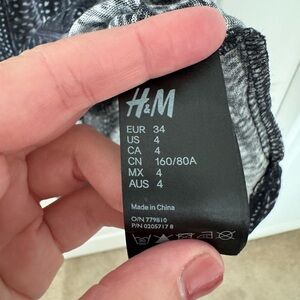 H&M
EUR 34
US 4
CA 4
CN 160/80A
MX 4
AUS 4
Made in China
O/N 779810
P/N 0205717 8